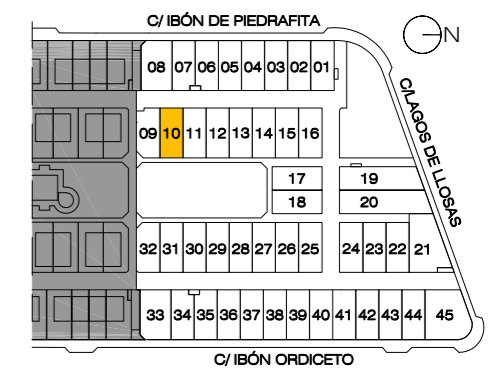 C/ IBÓN DE PIEDRAFITA
N
08 07 06 05 04 03 02 01
C/LAGOS DE LLOSAS
09 10 11 12 13 14 15 16
17 19
18 20
32 31 30 29 28 27 26 25 24 23 22 21
33 34 35 36 37 38 39 40 41 42 43 44 45
C/ IBÓN ORDICETO